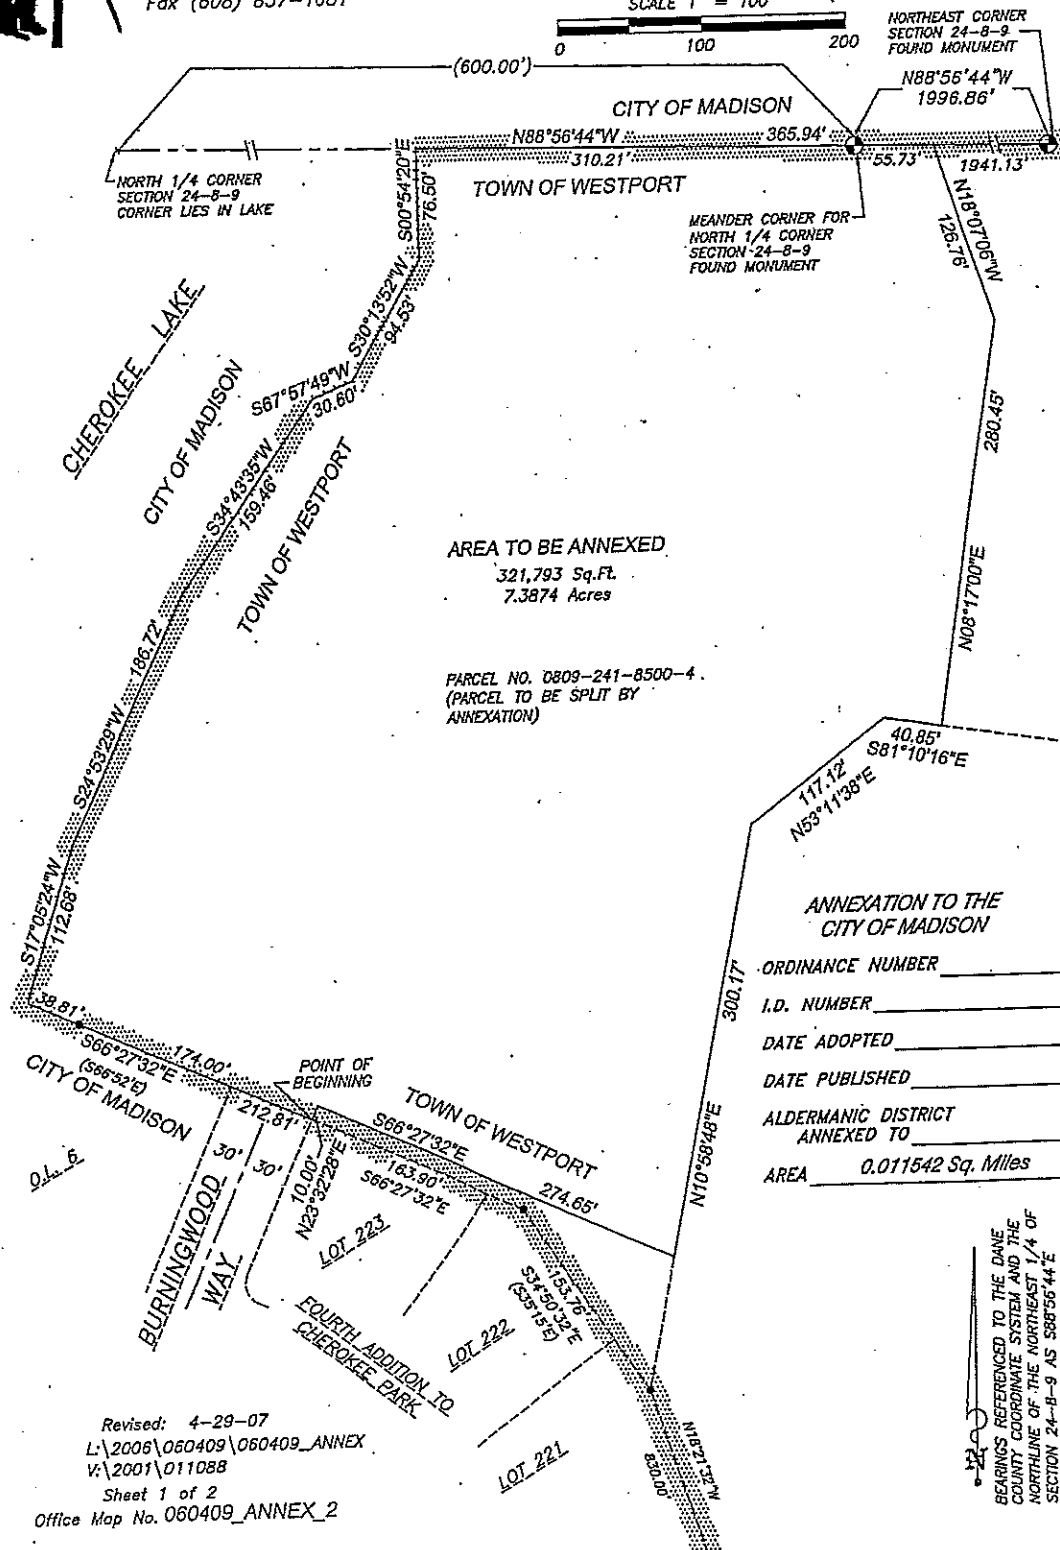 Fax (608) 837-1081
SCALE 1" = 100'
0 100 200
NORTHEAST CORNER
SECTION 24-8-9
FOUND MONUMENT
(600.00')
N88°56'44"W
1996.86'
CITY OF MADISON
N88°56'44"W 365.94'
310.21'
55.73'
1941.13'
TOWN OF WESTPORT
NORTH 1/4 CORNER
SECTION 24-8-9
CORNER LIES IN LAKE
S00°54'20"E
76.50'
MEANDER CORNER FOR
NORTH 1/4 CORNER
SECTION 24-8-9
FOUND MONUMENT
N18°07'06"W
126.76'
S30°13'52"W
94.53'
CHEROKEE LAKE
CITY OF MADISON
S67°57'49"W
30.60'
280.45'
N08°17'00"E
S34°43'35"W
159.46'
TOWN OF WESTPORT
AREA TO BE ANNEXED
321,793 Sq.Ft.
7.3874 Acres
186.72'
S24°53'29"W
PARCEL NO. 0809-241-8500-4
(PARCEL TO BE SPLIT BY
ANNEXATION)
40.85'
S81°10'16"E
117.12'
N53°11'38"E
S17°05'24"W
112.68'
ANNEXATION TO THE
CITY OF MADISON
ORDINANCE NUMBER
I.D. NUMBER
DATE ADOPTED
DATE PUBLISHED
ALDERMANIC DISTRICT
ANNEXED TO
AREA 0.011542 Sq. Miles
300.17'
N10°58'48"E
38.81'
S66°27'32"E
(S66°52'E)
174.00'
212.81'
CITY OF MADISON
POINT OF
BEGINNING
TOWN OF WESTPORT
S66°27'32"E
274.65'
163.90'
S66°27'32"E
10.00'
N23°32'28"E
O.L. 6
30'
30'
BURNINGWOOD
WAY
LOT 223
153.76'
S34°50'32"E
(S35°15'E)
FOURTH ADDITION TO
CHEROKEE PARK
LOT 222
LOT 221
N18°21'32"W
830.00'
Revised: 4-29-07
L:\2006\060409\060409_ANNEX
V:\2001\011088
Sheet 1 of 2
Office Map No. 060409_ANNEX_2
N
BEARINGS REFERENCED TO THE DANE
COUNTY COORDINATE SYSTEM AND THE
NORTHLINE OF THE NORTHEAST 1/4 OF
SECTION 24-8-9 AS S88°56'44"E